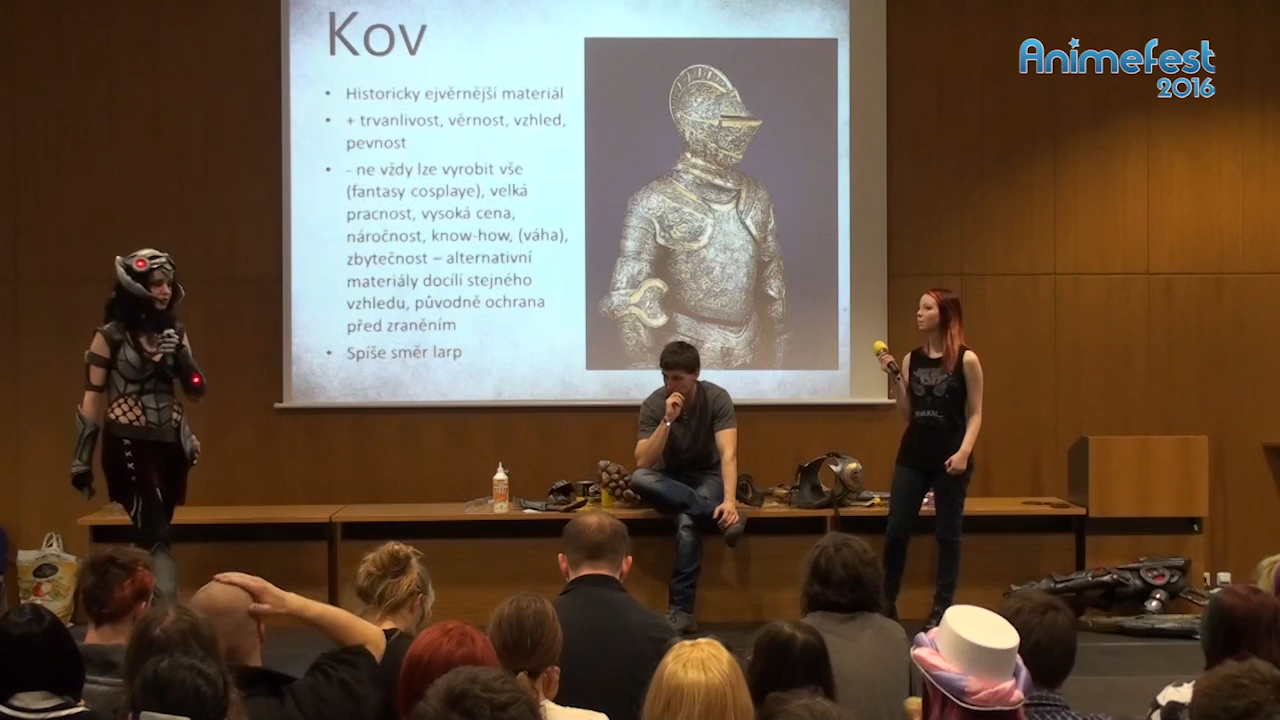 Kov
• Historicky ejvěrnější materiál
• + trvanlivost, věrnost, vzhled,
pevnost
• - ne vždy lze vyrobit vše
(fantasy cosplaye), velká
pracnost, vysoká cena,
náročnost, know-how, (váha),
zbytečnost – alternativní
materiály docílí stejného
vzhledu, původně ochrana
před zraněním
• Spíše směr larp
AnimeFest
2016